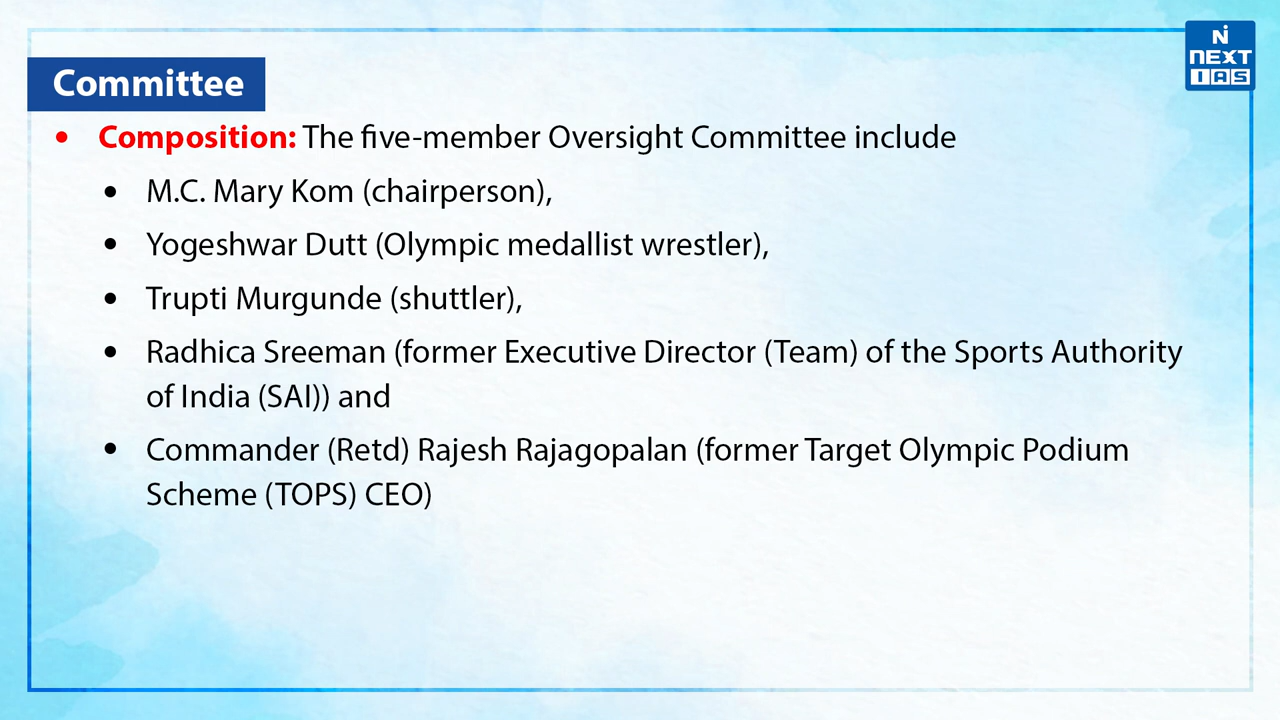 NEXT
IAS
Committee
• Composition: The five-member Oversight Committee include
• M.C. Mary Kom (chairperson),
• Yogeshwar Dutt (Olympic medallist wrestler),
• Trupti Murgunde (shuttler),
• Radhica Sreeman (former Executive Director (Team) of the Sports Authority
of India (SAI)) and
• Commander (Retd) Rajesh Rajagopalan (former Target Olympic Podium
Scheme (TOPS) CEO)